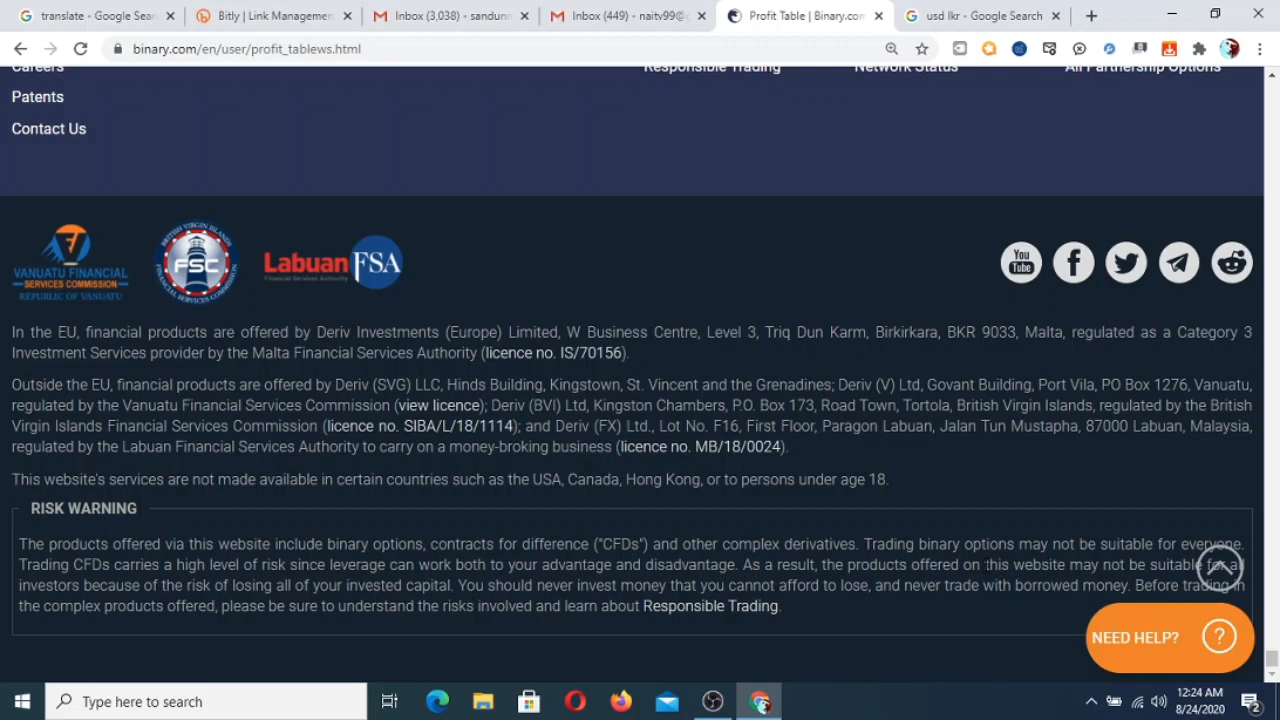 translate - Google Sear
Bitly | Link Managemen
Inbox (3,038) - sandunn
Inbox (449) - naitv99@g
Profit Table | Binary.com
usd lkr - Google Search
binary.com/en/user/profit_tablews.html
Careers
Responsible Trading
Network Status
All Partnership Options
Patents
Contact Us
VANUATU FINANCIAL
SERVICES COMMISSION
REPUBLIC OF VANUATU
BRITISH VIRGIN ISLANDS
FSC
FINANCIAL SERVICES COMMISSION
Labuan FSA
Financial Services Authority
You
Tube
In the EU, financial products are offered by Deriv Investments (Europe) Limited, W Business Centre, Level 3, Triq Dun Karm, Birkirkara, BKR 9033, Malta, regulated as a Category 3
Investment Services provider by the Malta Financial Services Authority (licence no. IS/70156).
Outside the EU, financial products are offered by Deriv (SVG) LLC, Hinds Building, Kingstown, St. Vincent and the Grenadines; Deriv (V) Ltd, Govant Building, Port Vila, PO Box 1276, Vanuatu,
regulated by the Vanuatu Financial Services Commission (view licence); Deriv (BVI) Ltd, Kingston Chambers, P.O. Box 173, Road Town, Tortola, British Virgin Islands, regulated by the British
Virgin Islands Financial Services Commission (licence no. SIBA/L/18/1114); and Deriv (FX) Ltd., Lot No. F16, First Floor, Paragon Labuan, Jalan Tun Mustapha, 87000 Labuan, Malaysia,
regulated by the Labuan Financial Services Authority to carry on a money-broking business (licence no. MB/18/0024).
This website's services are not made available in certain countries such as the USA, Canada, Hong Kong, or to persons under age 18.
RISK WARNING
The products offered via this website include binary options, contracts for difference ("CFDs") and other complex derivatives. Trading binary options may not be suitable for everyone.
Trading CFDs carries a high level of risk since leverage can work both to your advantage and disadvantage. As a result, the products offered on this website may not be suitable for all
investors because of the risk of losing all of your invested capital. You should never invest money that you cannot afford to lose, and never trade with borrowed money. Before trading in
the complex products offered, please be sure to understand the risks involved and learn about Responsible Trading.
NEED HELP? ?
Type here to search
12:24 AM
8/24/2020
2